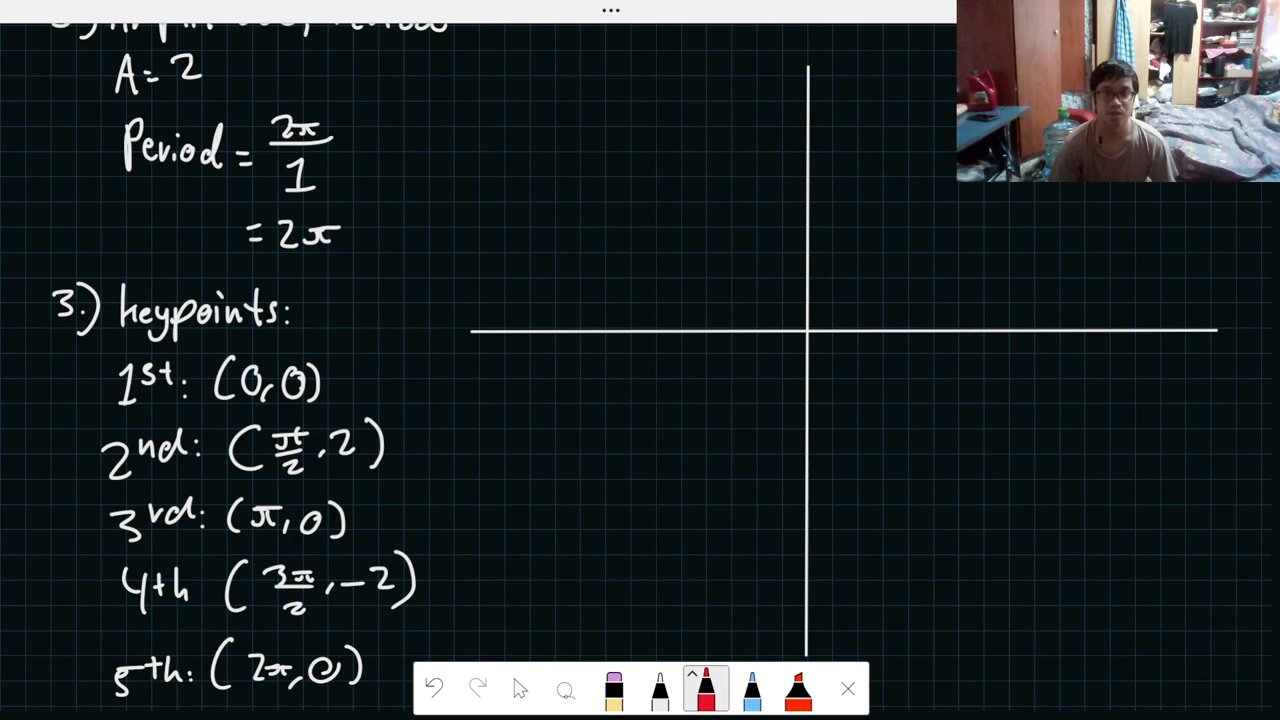 A = 2
Period = 2π/1
= 2π
3.) keypoints:
1st: (0,0)
2nd: (π/2, 2)
3rd: (π, 0)
4th (3π/2, -2)
5th: (2π, 0)